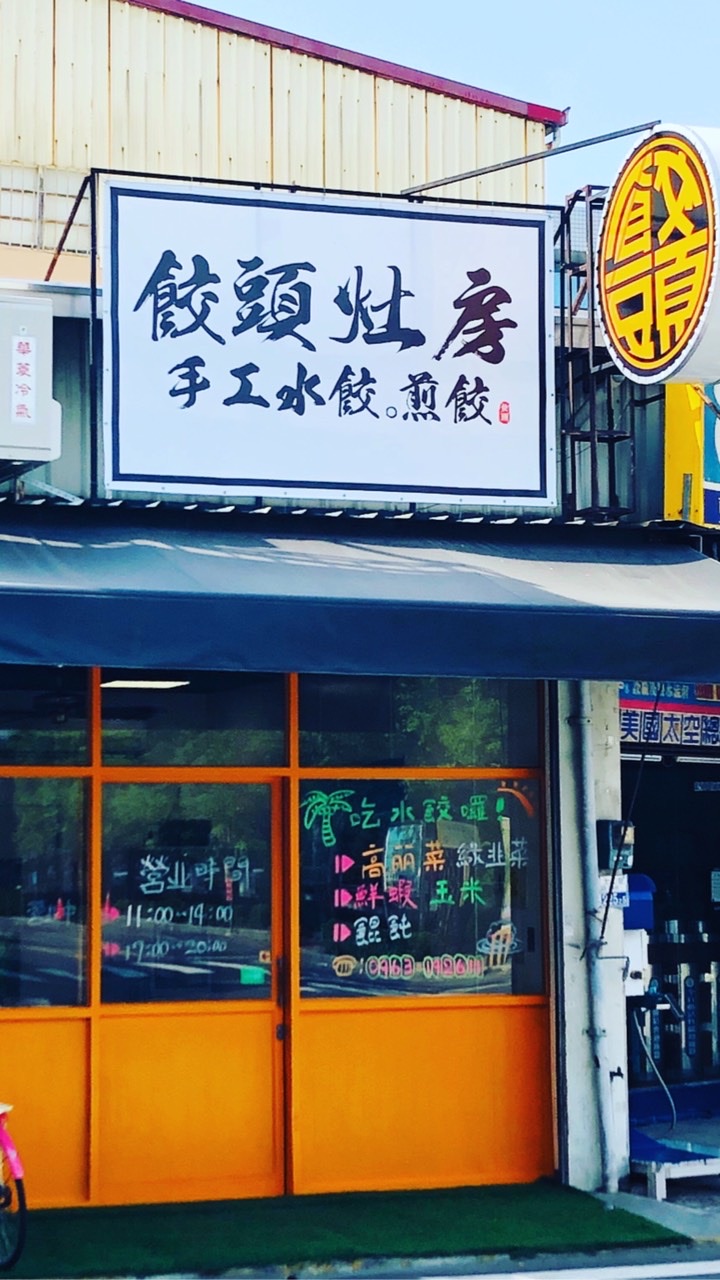 餃頭灶房
手工水餃。煎餃
餃頭
華菱冷氣
美國太空總
吃水餃囉!
高丽菜 綠韭菜
鮮蝦 玉米
餛飩
-營业時間-
11:00-14:00
17:00-20:00